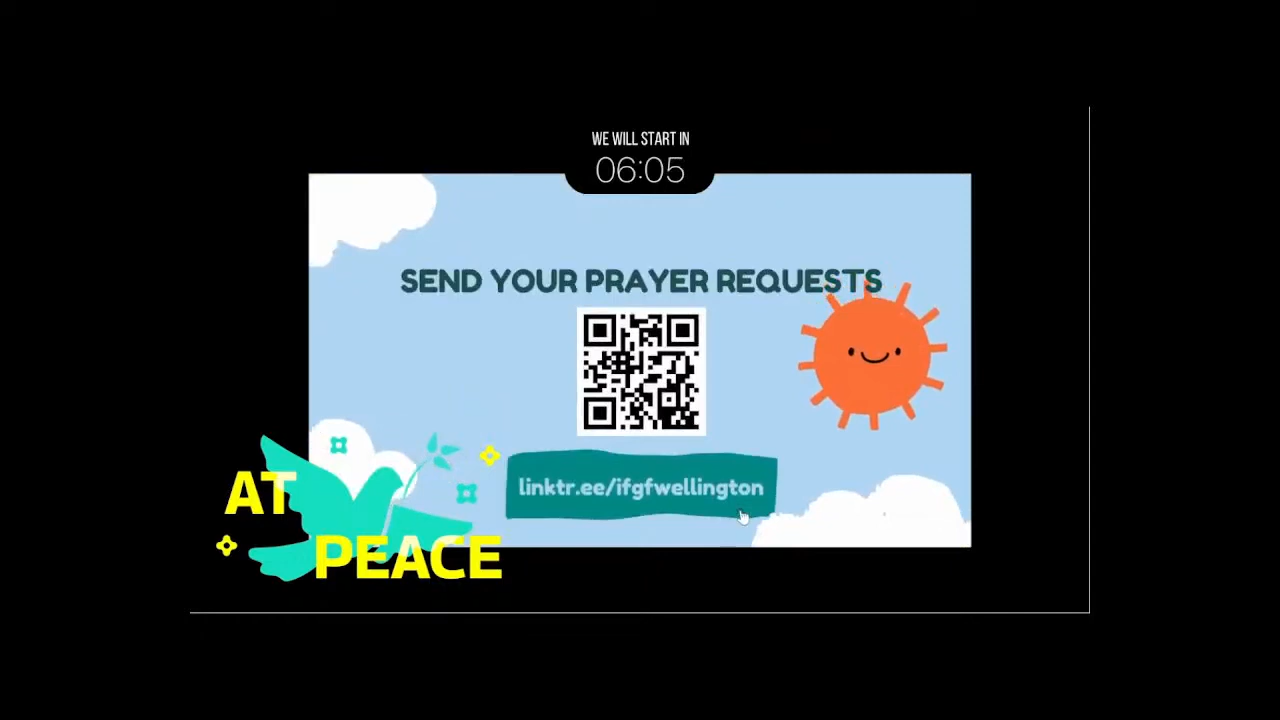 WE WILL START IN
06:05
SEND YOUR PRAYER REQUESTS
linktr.ee/ifgfwellington
AT
PEACE